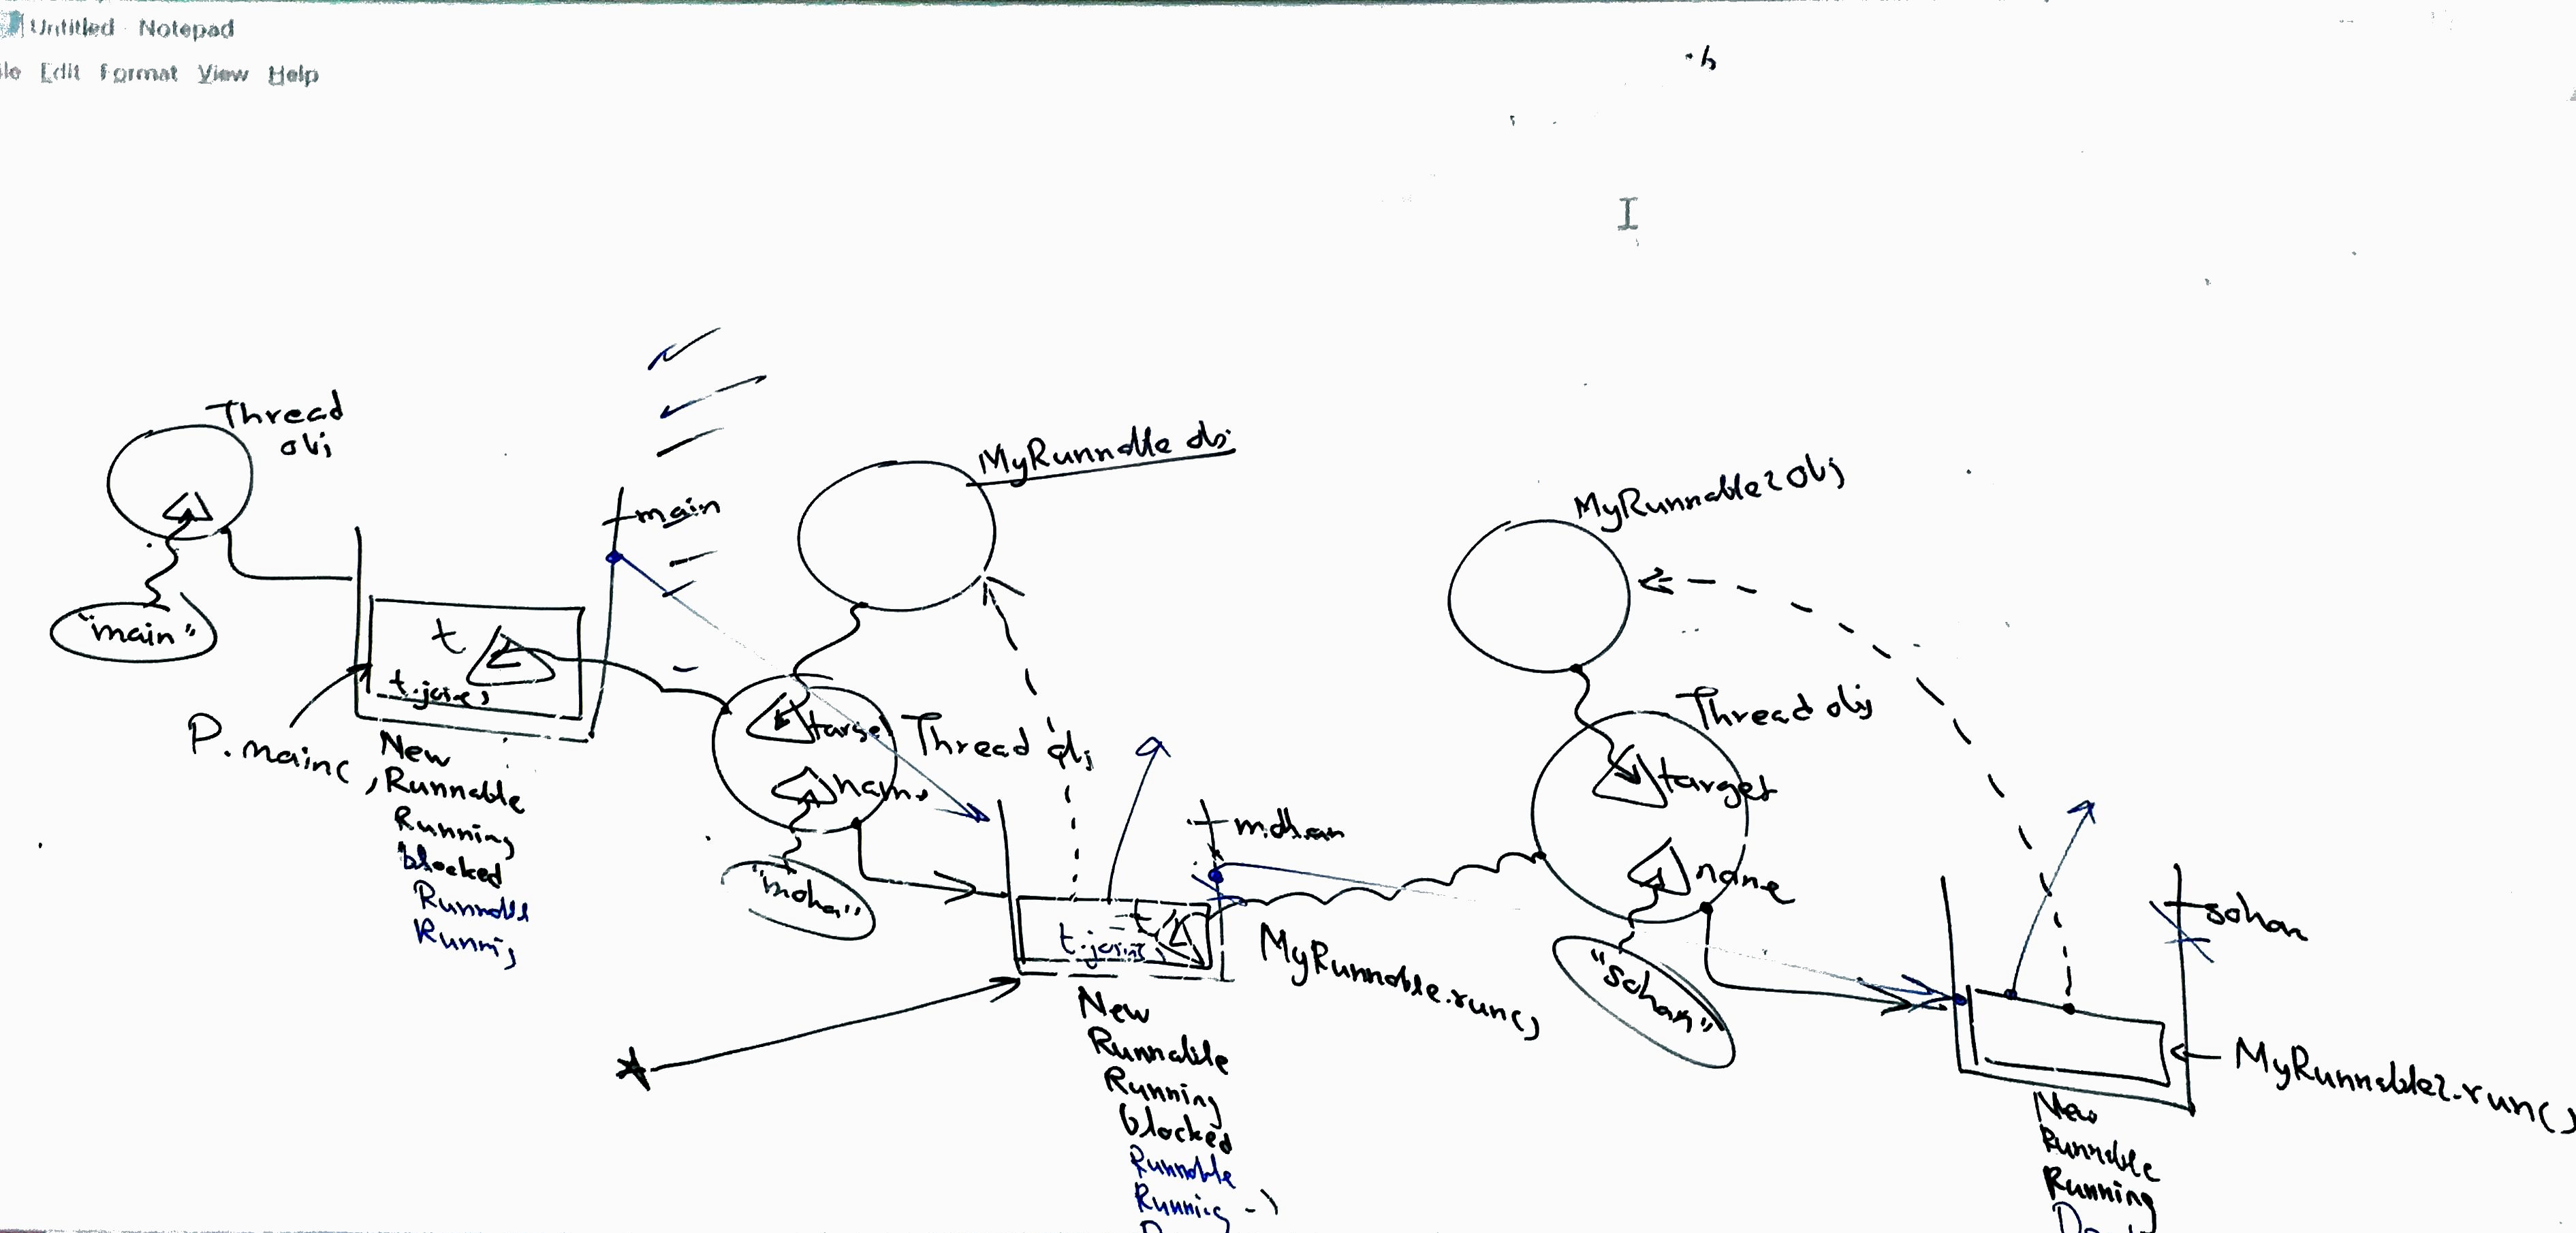 Untitled - Notepad
Edit Format View Help
Thread
obj
"main"
main
t
t.join()
P.main()
New
Runnable
Running
blocked
Runnable
Running
MyRunnable obj
target
name
Thread obj
"mohan"
mohan
t
t.join()
MyRunnable.run()
New
Runnable
Running
blocked
Runnable
Running
MyRunnable2 obj
Thread obj
target
name
"Sohan"
sohan
MyRunnable2.run()
New
Runnable
Running